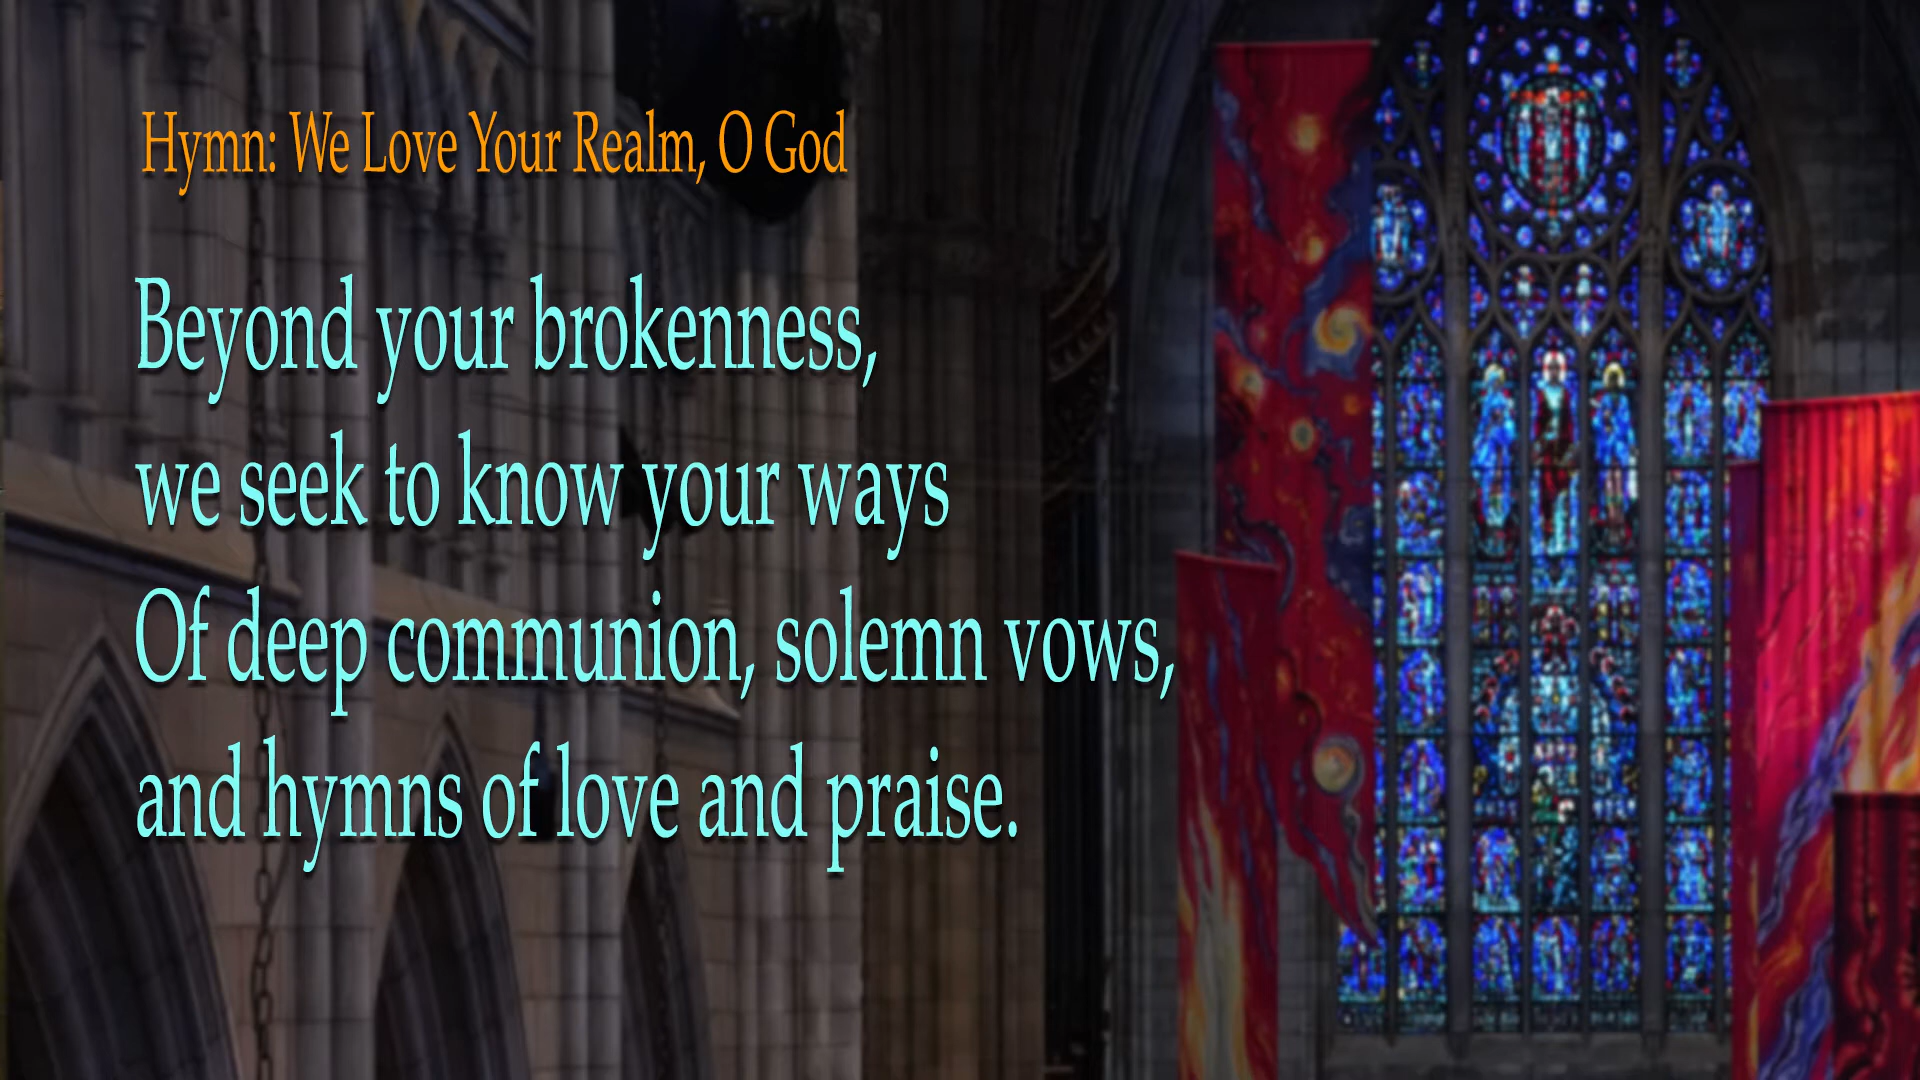 Hymn: We Love Your Realm, O God
Beyond your brokenness,
we seek to know your ways
Of deep communion, solemn vows,
and hymns of love and praise.